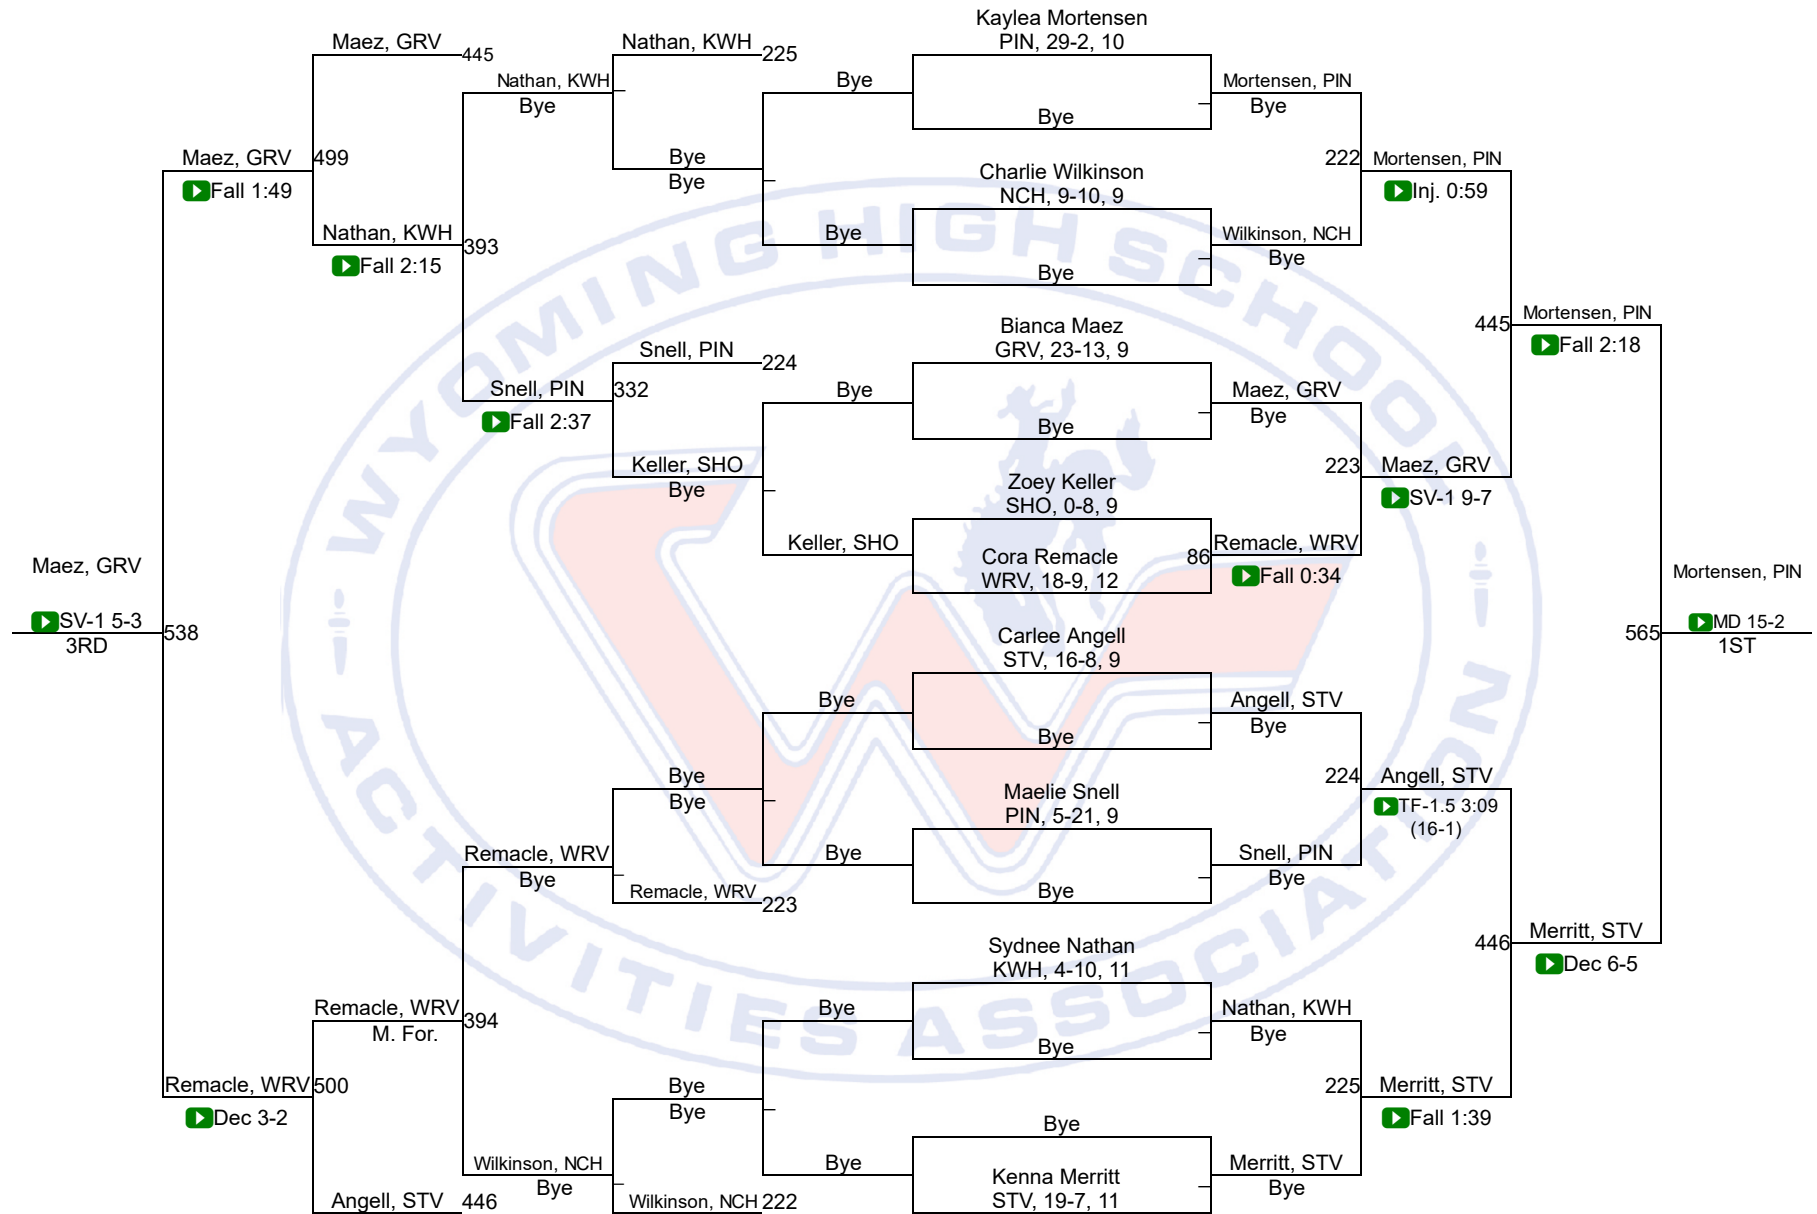 Kaylea Mortensen
Maez, GRV
Nathan, KWH
PIN, 29-2, 10
445
225
Nathan, KWH
Bye
Mortensen, PIN
Bye
Bye
Bye
Maez, GRV
499
Bye
222
Mortensen, PIN
Fall 1:49
Bye
Charlie Wilkinson
Inj. 0:59
NCH, 9-10, 9
Nathan, KWH
393
Bye
Wilkinson, NCH
Fall 2:15
Bye
Bye
Bianca Maez
445
Mortensen, PIN
Snell, PIN
224
GRV, 23-13, 9
Fall 2:18
Snell, PIN
332
Bye
Maez, GRV
Fall 2:37
Bye
Bye
Keller, SHO
223
Maez, GRV
Bye
Zoey Keller
SV-1 9-7
SHO, 0-8, 9
Keller, SHO
86
Remacle, WRV
Cora Remacle
Fall 0:34
WRV, 18-9, 12
Maez, GRV
Mortensen, PIN
SV-1 5-3
538
565
MD 15-2
3RD
1ST
Carlee Angell
STV, 16-8, 9
Bye
Angell, STV
Bye
Bye
Bye
224
Angell, STV
Bye
Maelie Snell
TF-1.5 3:09
PIN, 5-21, 9
(16-1)
Remacle, WRV
Bye
Snell, PIN
Bye
Bye
Bye
Remacle, WRV
223
Sydnee Nathan
446
Merritt, STV
KWH, 4-10, 11
Dec 6-5
Remacle, WRV
394
Bye
Nathan, KWH
M. For.
Bye
Bye
Remacle, WRV
500
Bye
225
Merritt, STV
Dec 3-2
Bye
Fall 1:39
Bye
Wilkinson, NCH
Bye
Merritt, STV
Bye
Kenna Merritt
Bye
Angell, STV
446
Wilkinson, NCH
222
STV, 19-7, 11
WYOMING HIGH SCHOOL
ACTIVITIES ASSOCIATION